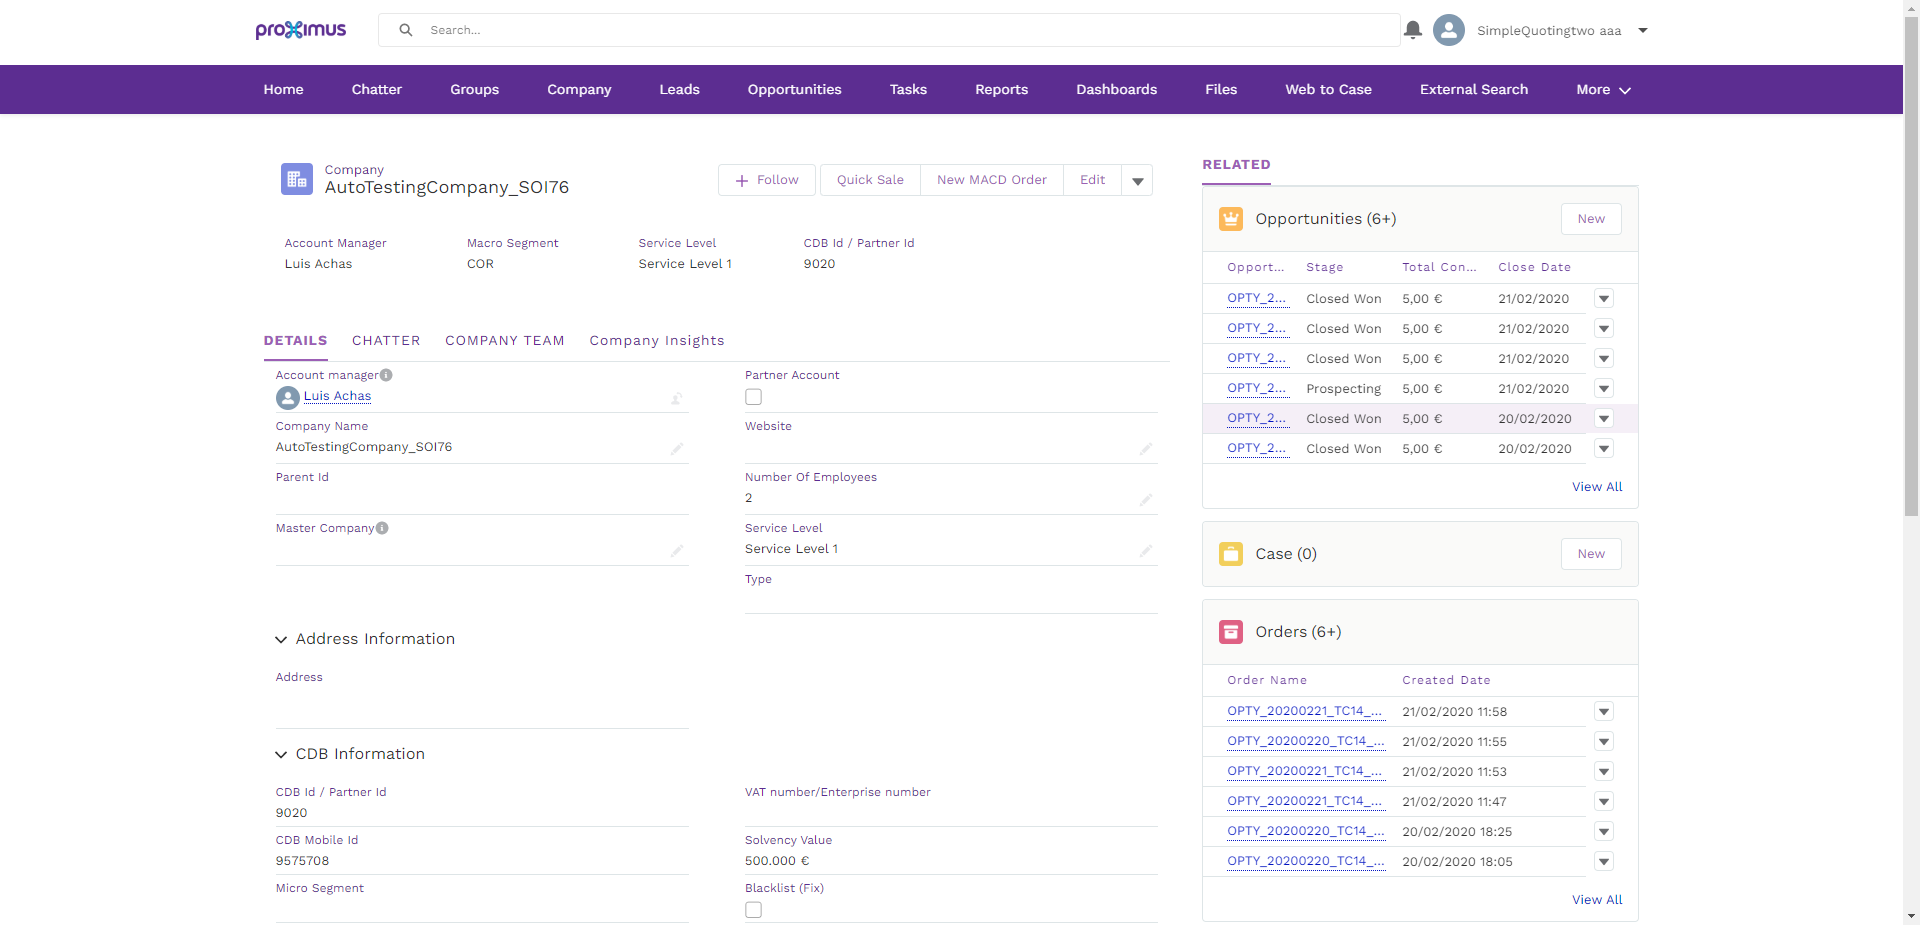 proximus
Search...
SimpleQuotingtwo aaa
Home Chatter Groups Company Leads Opportunities Tasks Reports Dashboards Files Web to Case External Search More
Company
AutoTestingCompany_SOI76
Follow Quick Sale New MACD Order Edit
Account Manager Macro Segment Service Level CDB Id / Partner Id
Luis Achas COR Service Level 1 9020
DETAILS CHATTER COMPANY TEAM Company Insights
Account manager Partner Account
Luis Achas
Company Name Website
AutoTestingCompany_SOI76
Parent Id Number Of Employees
2
Master Company Service Level
Service Level 1
Type
Address Information
Address
CDB Information
CDB Id / Partner Id VAT number/Enterprise number
9020
CDB Mobile Id Solvency Value
9575708 500.000 €
Micro Segment Blacklist (Fix)
RELATED
Opportunities (6+) New
Opport... Stage Total Con... Close Date
OPTY_2... Closed Won 5,00 € 21/02/2020
OPTY_2... Closed Won 5,00 € 21/02/2020
OPTY_2... Closed Won 5,00 € 21/02/2020
OPTY_2... Prospecting 5,00 € 21/02/2020
OPTY_2... Closed Won 5,00 € 20/02/2020
OPTY_2... Closed Won 5,00 € 20/02/2020
View All
Case (0) New
Orders (6+)
Order Name Created Date
OPTY_20200221_TC14_... 21/02/2020 11:58
OPTY_20200220_TC14_... 21/02/2020 11:55
OPTY_20200221_TC14_... 21/02/2020 11:53
OPTY_20200221_TC14_... 21/02/2020 11:47
OPTY_20200220_TC14_... 20/02/2020 18:25
OPTY_20200220_TC14_... 20/02/2020 18:05
View All